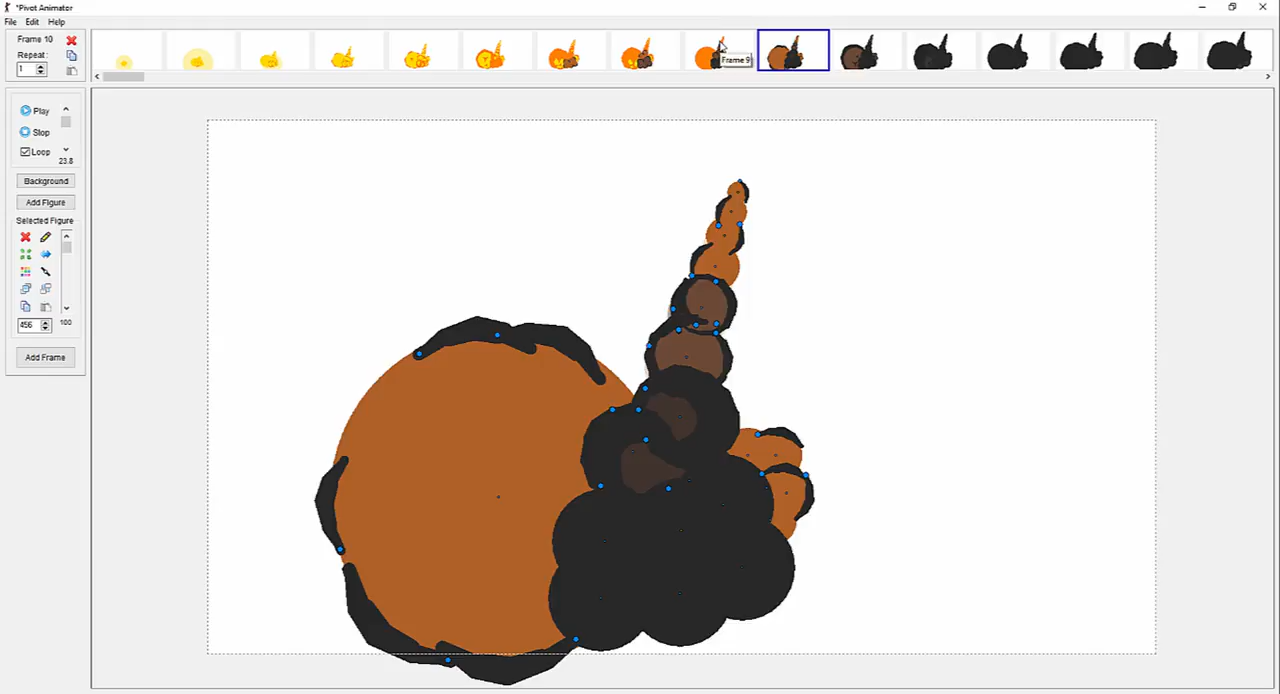 *Pivot Animator
File Edit Help
Frame 10
Repeat:
1
Frame 9
Play
Stop
Loop
23.8
Background
Add Figure
Selected Figure
456
100
Add Frame